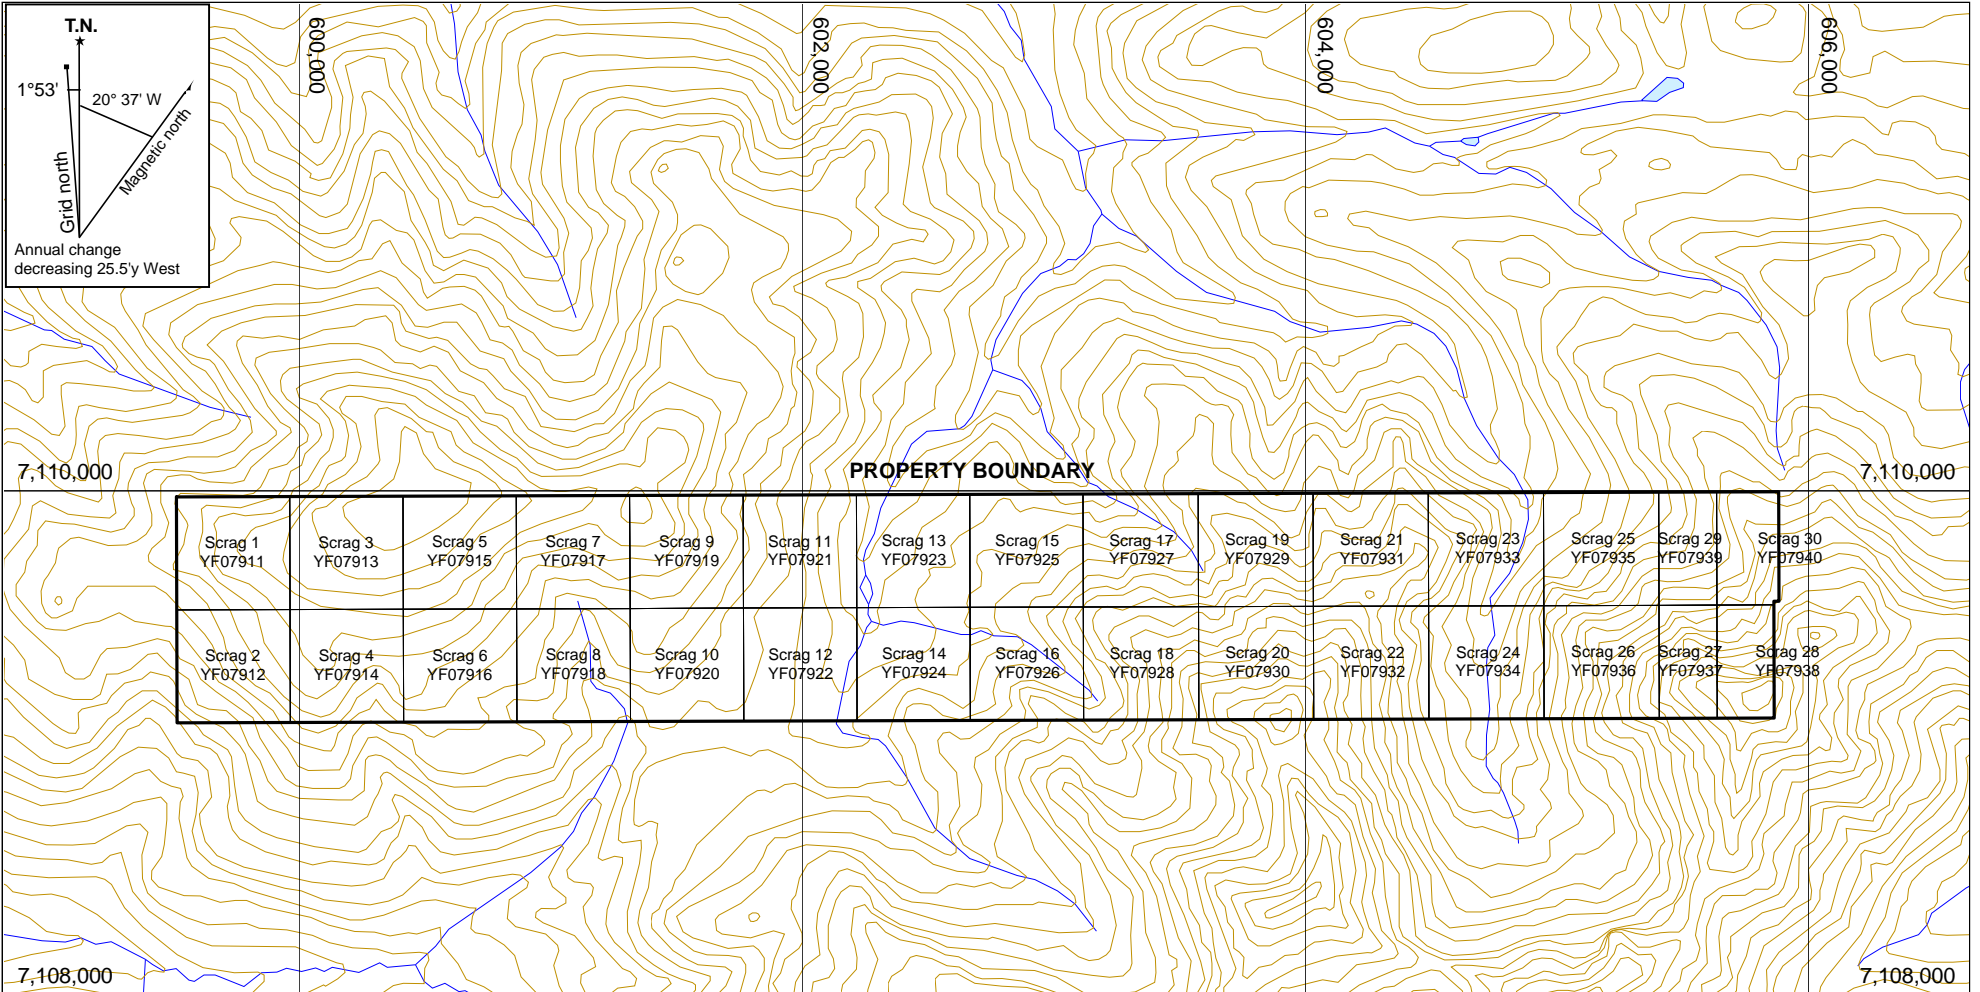 T.N.
1°53'
20° 37' W
Grid north
Magnetic north
Annual change
decreasing 25.5'y West
600,000
602,000
604,000
606,000
7,110,000
PROPERTY BOUNDARY
7,110,000
Scrag 1
YF07911
Scrag 3
YF07913
Scrag 5
YF07915
Scrag 7
YF07917
Scrag 9
YF07919
Scrag 11
YF07921
Scrag 13
YF07923
Scrag 15
YF07925
Scrag 17
YF07927
Scrag 19
YF07929
Scrag 21
YF07931
Scrag 23
YF07933
Scrag 25
YF07935
Scrag 29
YF07939
Scrag 30
YF07940
Scrag 2
YF07912
Scrag 4
YF07914
Scrag 6
YF07916
Scrag 8
YF07918
Scrag 10
YF07920
Scrag 12
YF07922
Scrag 14
YF07924
Scrag 16
YF07926
Scrag 18
YF07928
Scrag 20
YF07930
Scrag 22
YF07932
Scrag 24
YF07934
Scrag 26
YF07936
Scrag 27
YF07937
Scrag 28
YF07938
7,108,000
7,108,000